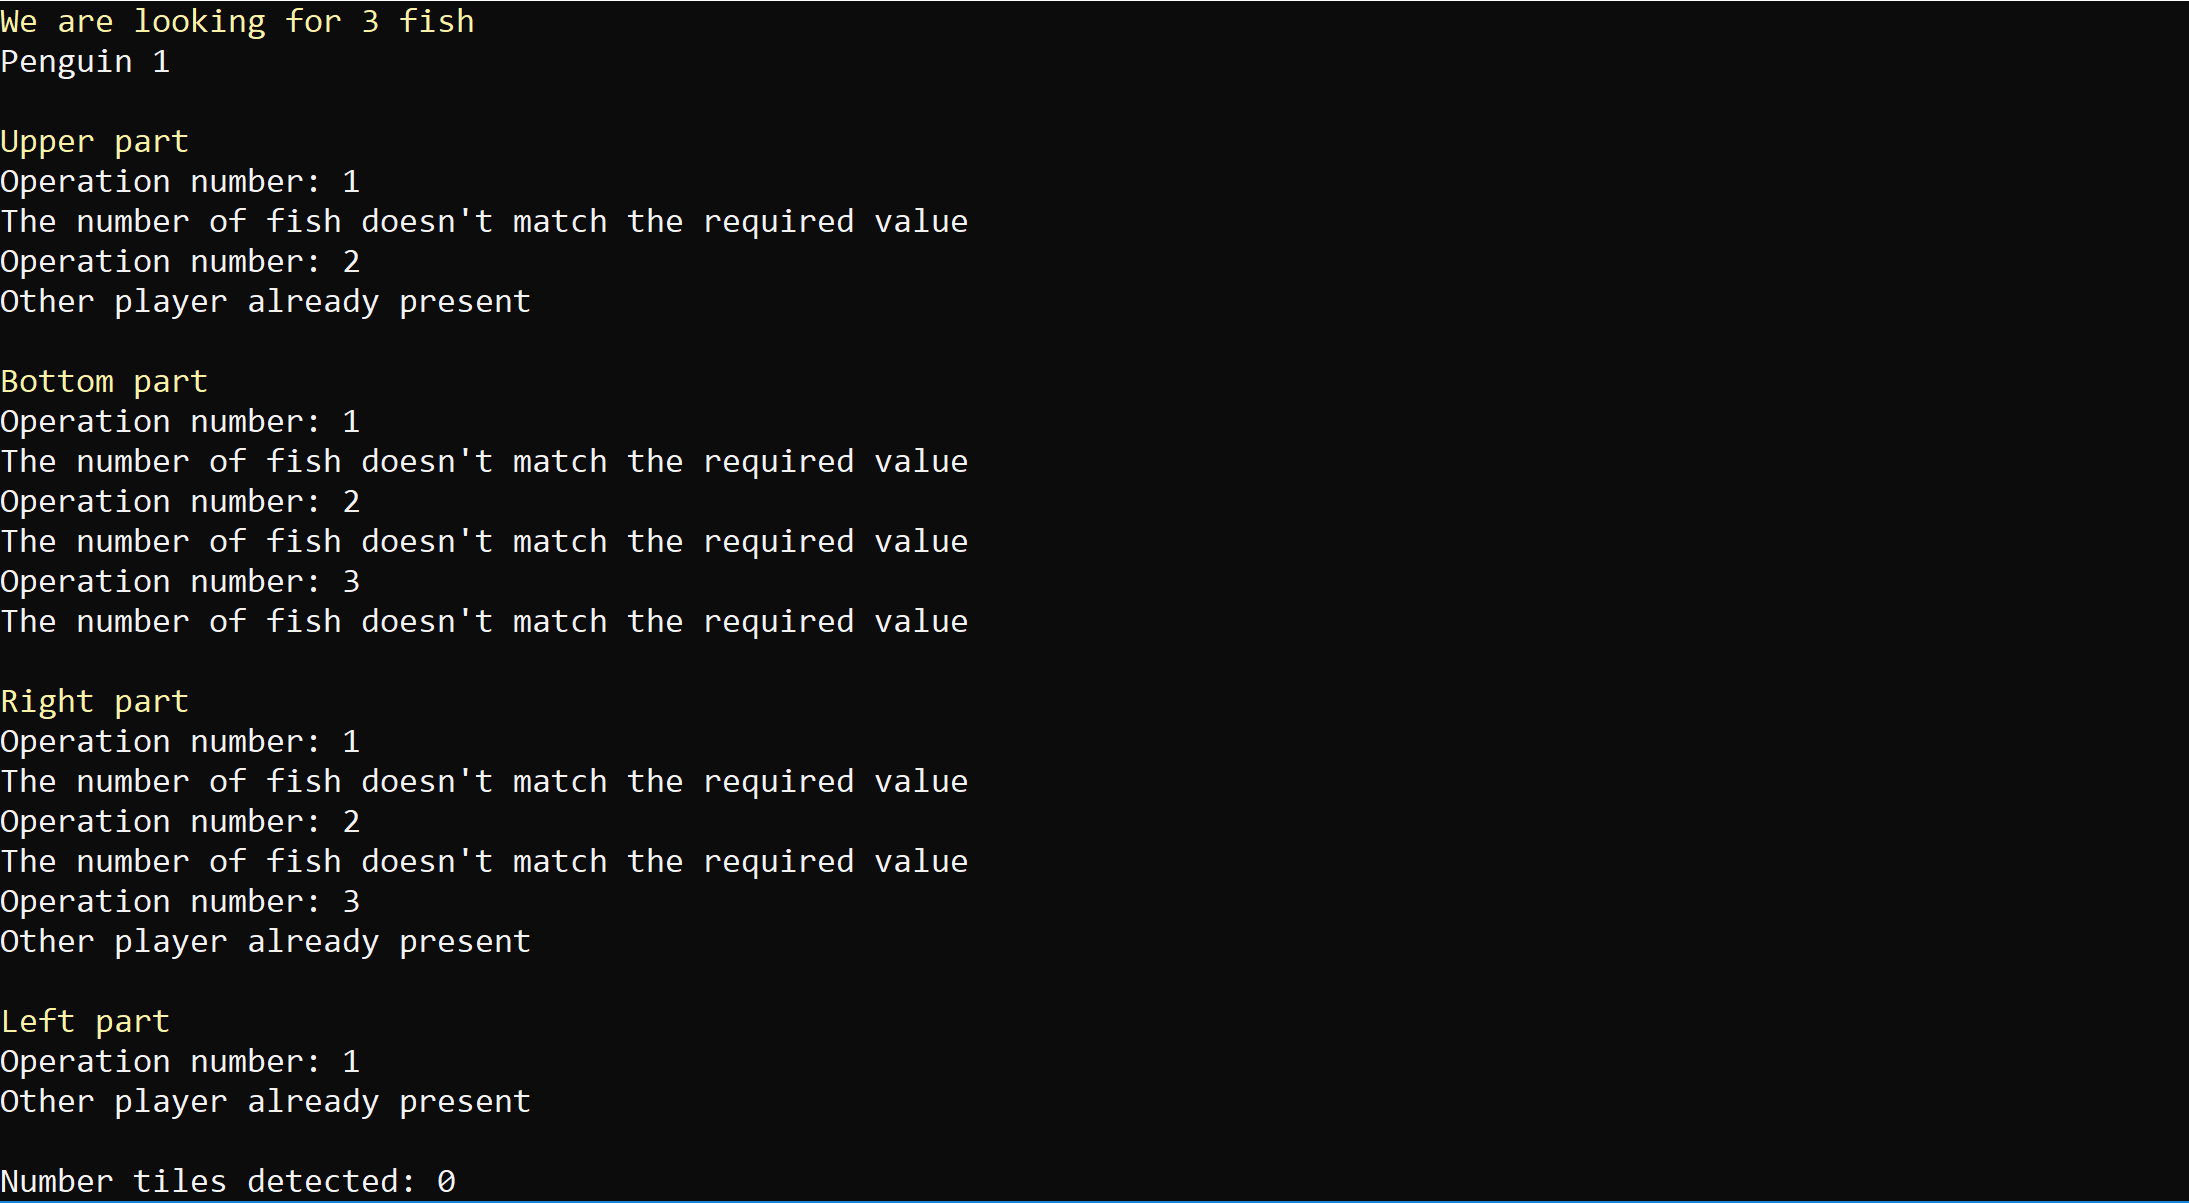 We are looking for 3 fish
Penguin 1
Upper part
Operation number: 1
The number of fish doesn't match the required value
Operation number: 2
Other player already present
Bottom part
Operation number: 1
The number of fish doesn't match the required value
Operation number: 2
The number of fish doesn't match the required value
Operation number: 3
The number of fish doesn't match the required value
Right part
Operation number: 1
The number of fish doesn't match the required value
Operation number: 2
The number of fish doesn't match the required value
Operation number: 3
Other player already present
Left part
Operation number: 1
Other player already present
Number tiles detected: 0